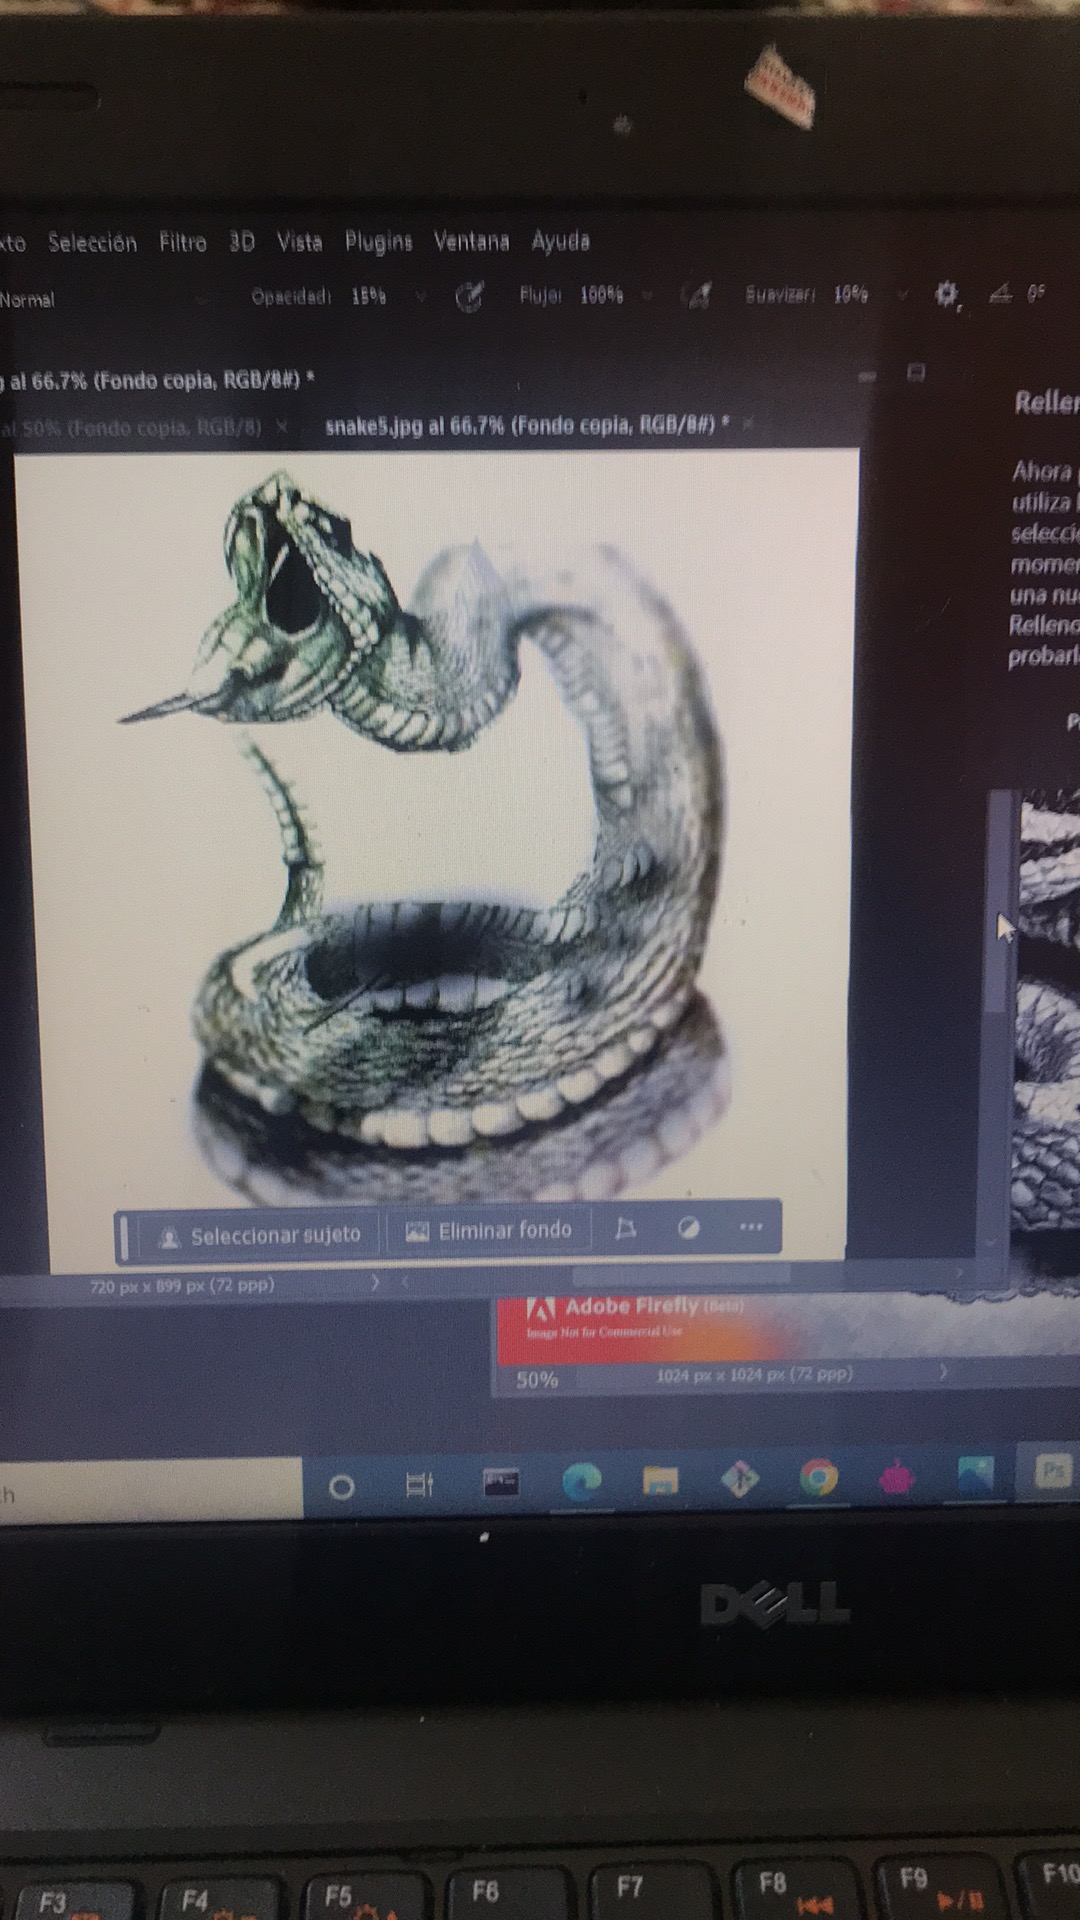 xto Selección Filtro 3D Vista Plugins Ventana Ayuda
Normal Opacidad: 15% Flujo: 100% Suavizar: 10% 0°
al 66.7% (Fondo copia, RGB/8#) *
al 50% (Fondo copia, RGB/8) × snake5.jpg al 66.7% (Fondo copia, RGB/8#) * ×
Reller
Ahora
utiliza
selecció
momer
una nu
Relleno
probarl
P
Seleccionar sujeto Eliminar fondo ...
720 px x 899 px (72 ppp)
Adobe Firefly (Beta)
Image Not for Commercial Use
50% 1024 px x 1024 px (72 ppp)
h
Ps
DELL
F3 F4 F5 F6 F7 F8 F9 F10